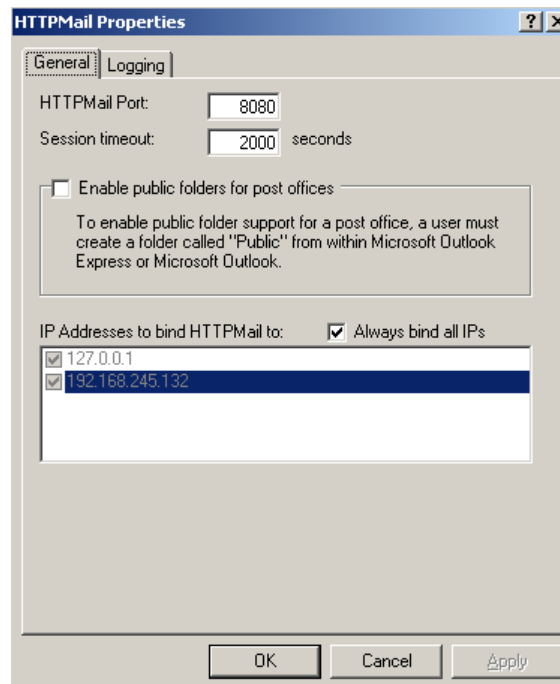 HTTPMail Properties
General Logging
HTTPMail Port: 8080
Session timeout: 2000 seconds
Enable public folders for post offices
To enable public folder support for a post office, a user must
create a folder called "Public" from within Microsoft Outlook
Express or Microsoft Outlook.
IP Addresses to bind HTTPMail to: Always bind all IPs
127.0.0.1
192.168.245.132
OK Cancel Apply